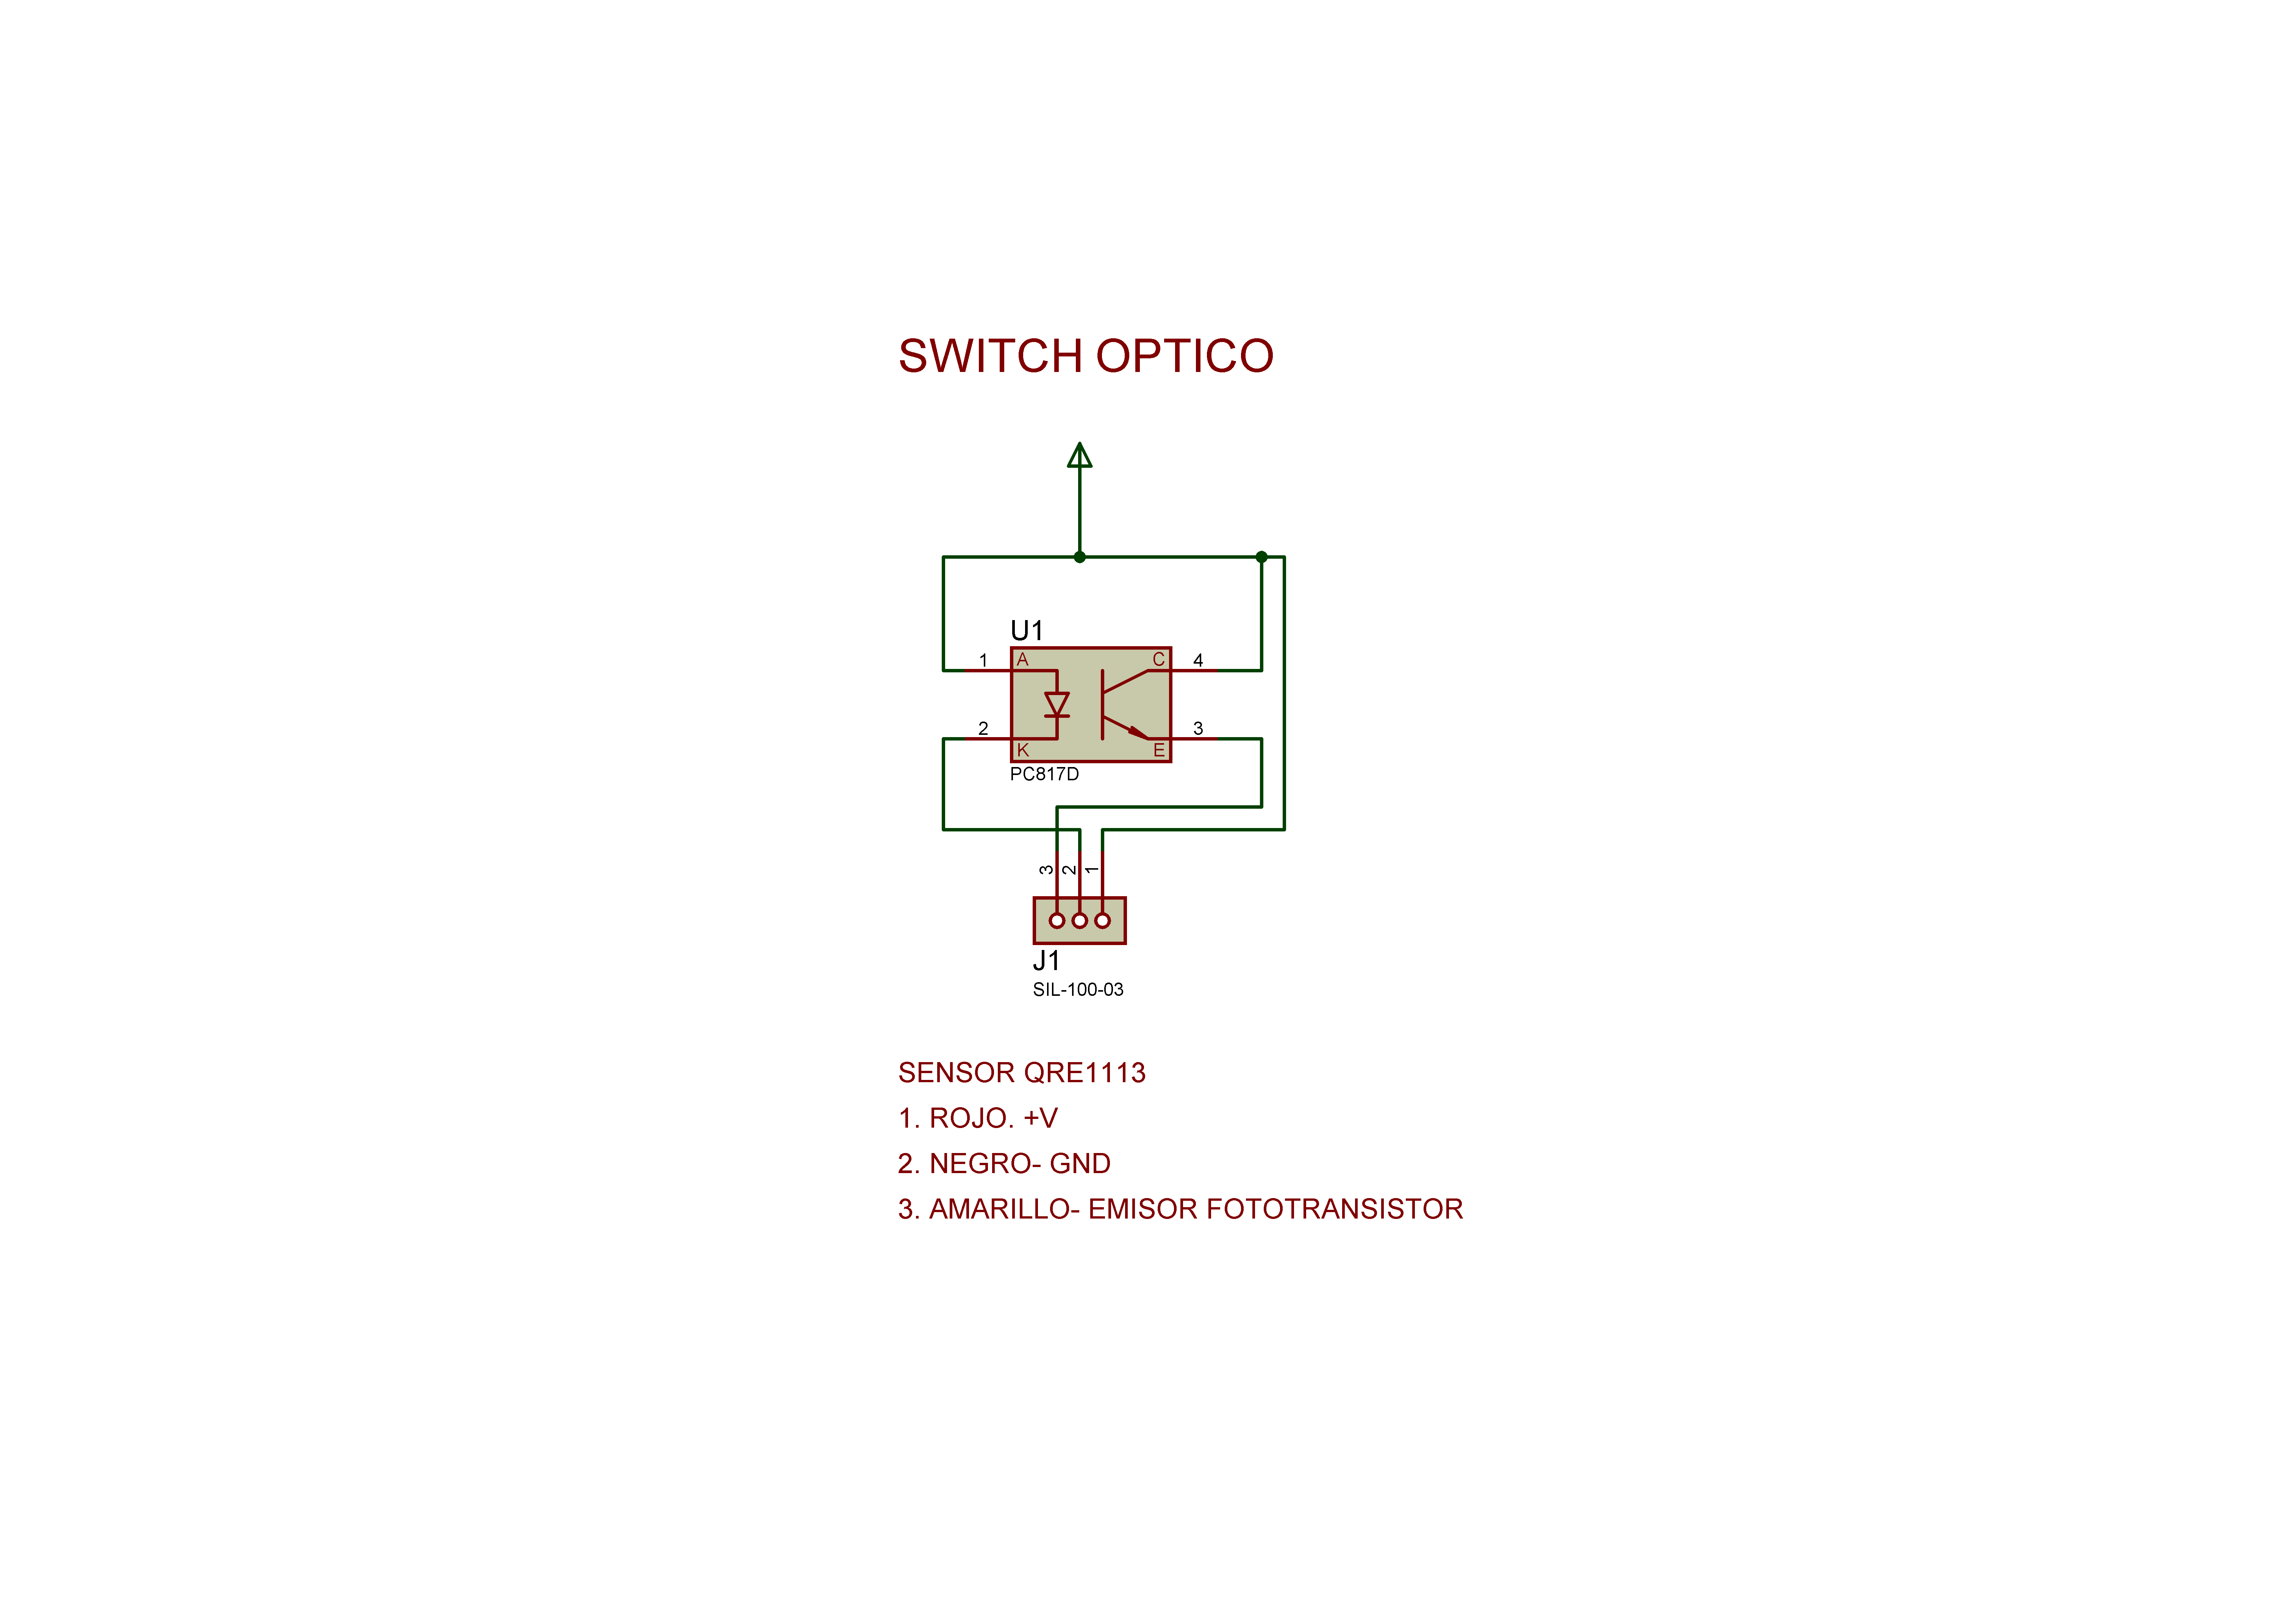 SWITCH OPTICO
U1
1 A C 4
2 K E 3
PC817D
3 2 1
J1
SIL-100-03
SENSOR QRE1113
1. ROJO. +V
2. NEGRO- GND
3. AMARILLO- EMISOR FOTOTRANSISTOR